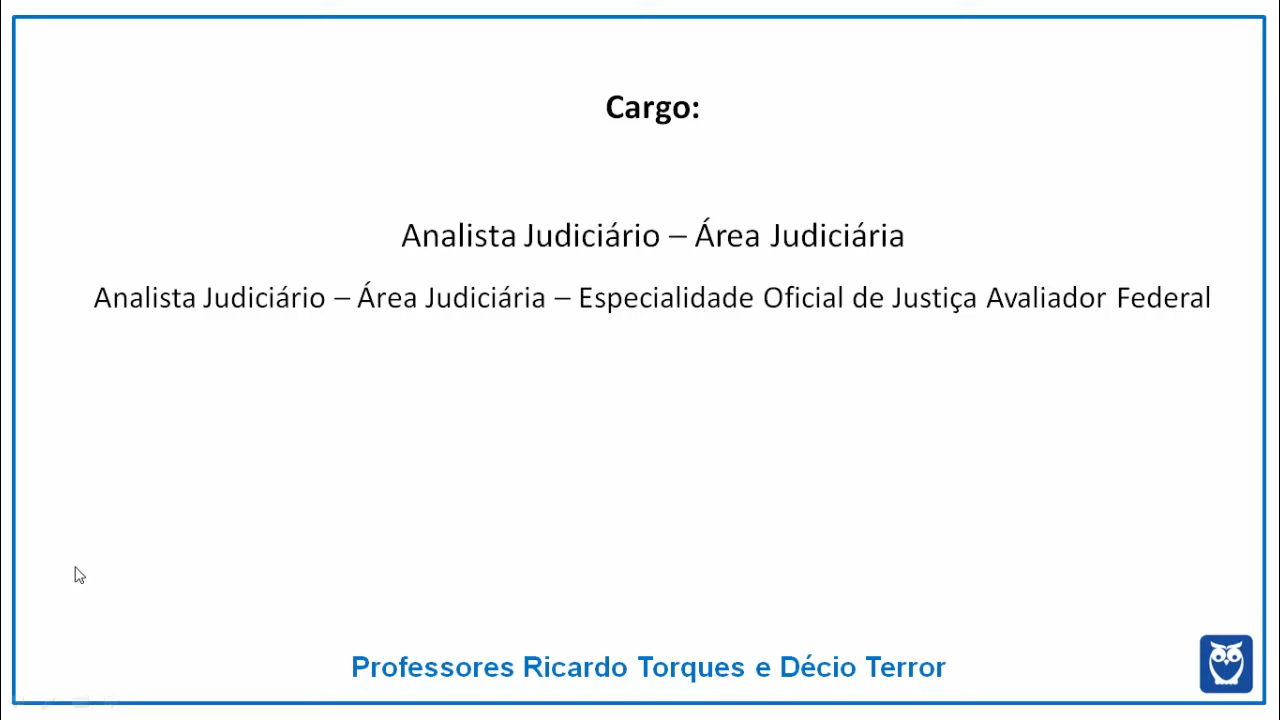 Cargo:
Analista Judiciário – Área Judiciária
Analista Judiciário – Área Judiciária – Especialidade Oficial de Justiça Avaliador Federal
Professores Ricardo Torques e Décio Terror